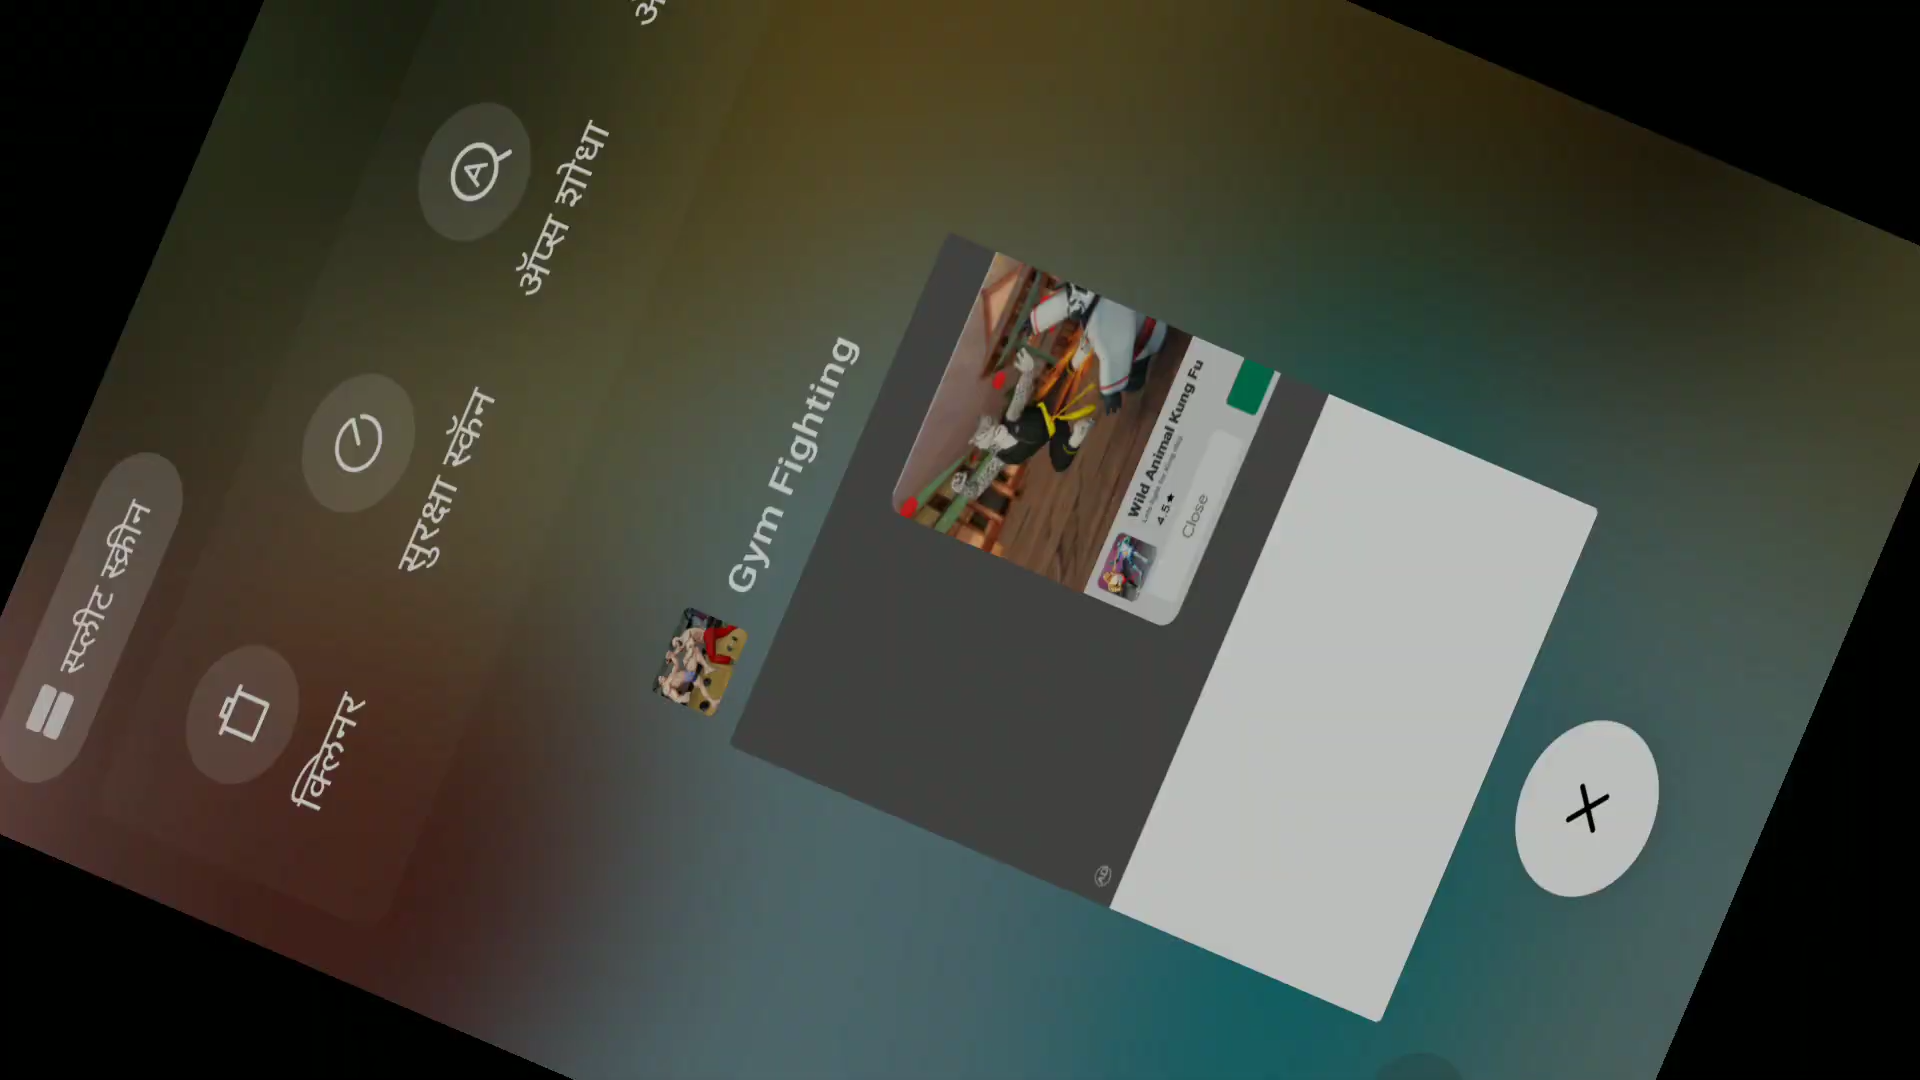 स्प्लीट स्क्रीन
क्लिनर
सुरक्षा स्कॅन
ॲप्स शोधा
Gym Fighting
Wild Animal Kung Fu
4.5★
Close